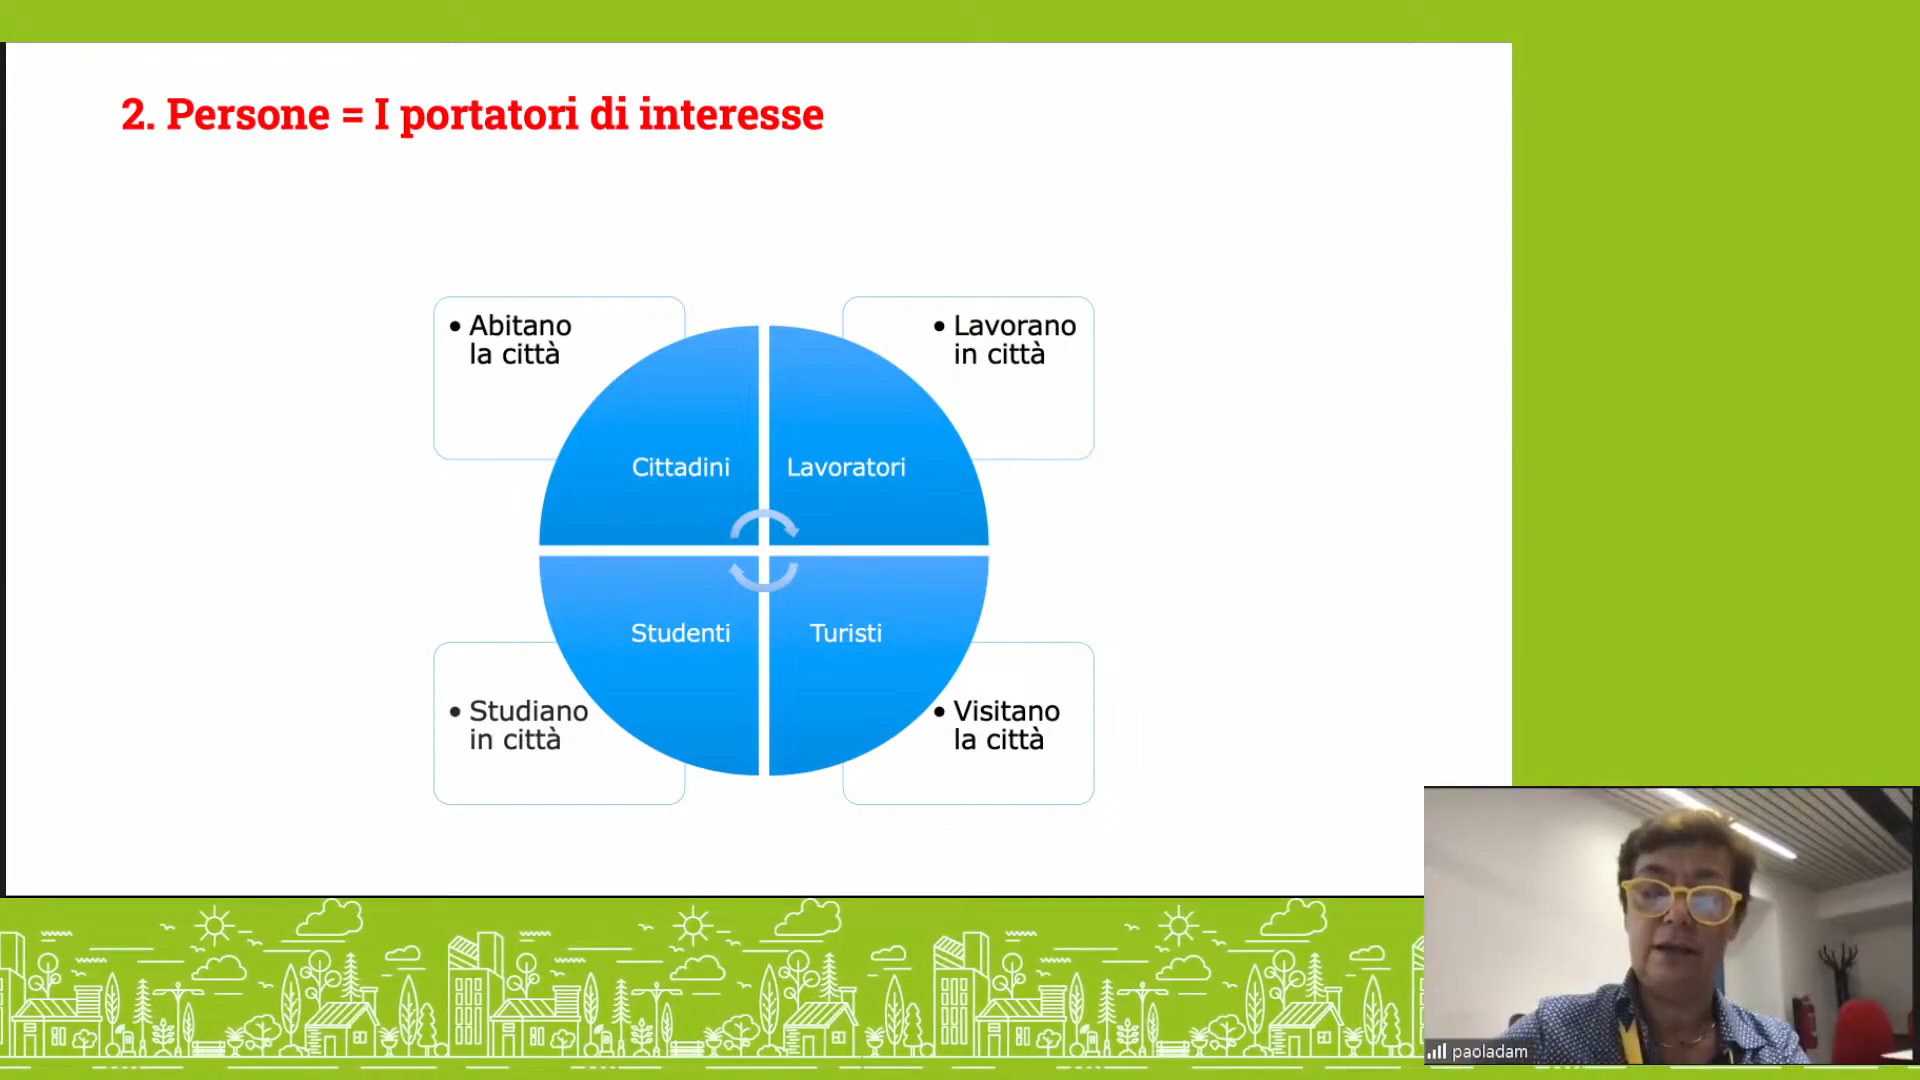 2. Persone = I portatori di interesse
• Abitano
la città
• Lavorano
in città
Cittadini
Lavoratori
Studenti
Turisti
• Studiano
in città
• Visitano
la città
paoladam